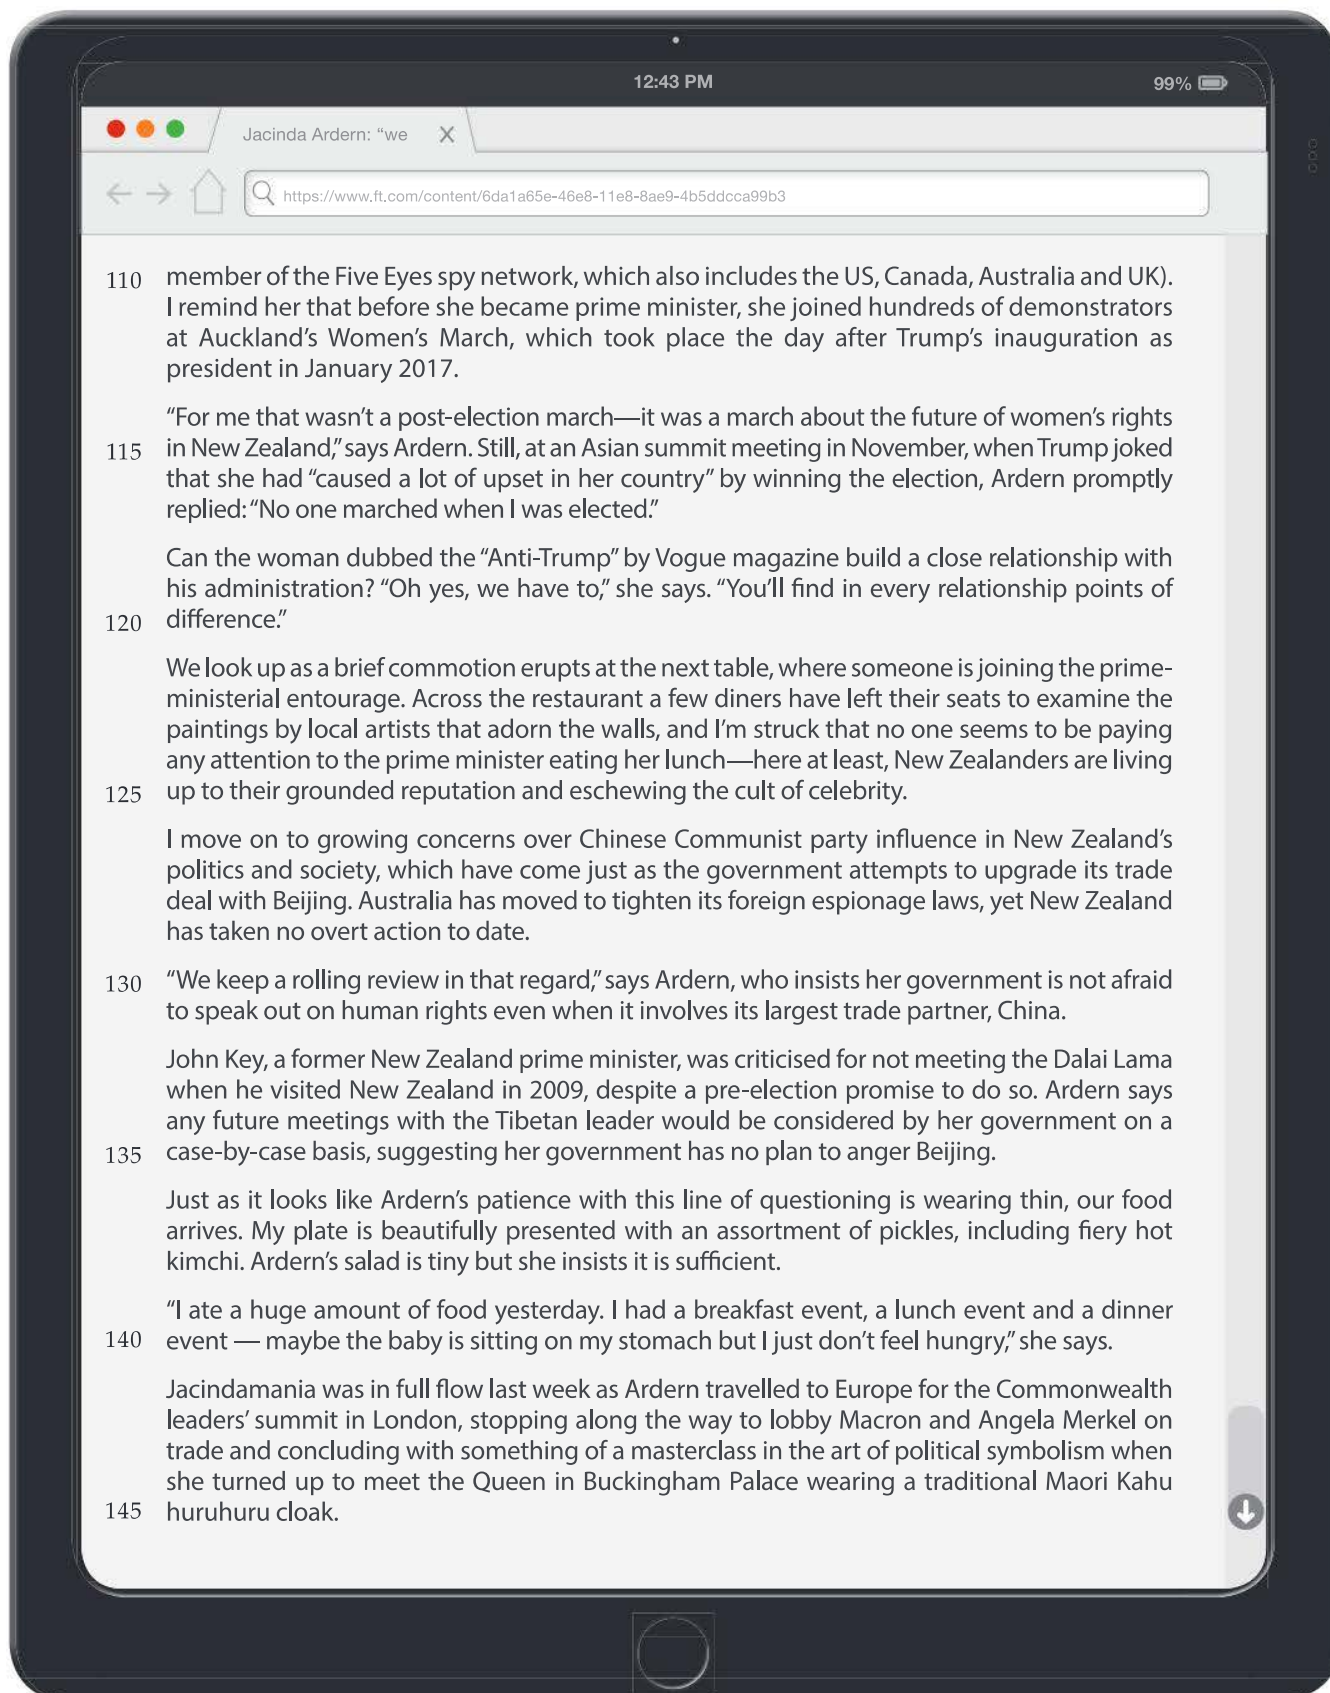 12:43 PM
99%
Jacinda Ardern: “we X
https://www.ft.com/content/6da1a65e-46e8-11e8-8ae9-4b5ddcca99b3
110 member of the Five Eyes spy network, which also includes the US, Canada, Australia and UK).
I remind her that before she became prime minister, she joined hundreds of demonstrators
at Auckland’s Women’s March, which took place the day after Trump’s inauguration as
president in January 2017.
“For me that wasn’t a post-election march—it was a march about the future of women’s rights
115 in New Zealand,” says Ardern. Still, at an Asian summit meeting in November, when Trump joked
that she had “caused a lot of upset in her country” by winning the election, Ardern promptly
replied: “No one marched when I was elected.”
Can the woman dubbed the “Anti-Trump” by Vogue magazine build a close relationship with
his administration? “Oh yes, we have to,” she says. “You’ll find in every relationship points of
120 difference.”
We look up as a brief commotion erupts at the next table, where someone is joining the prime-
ministerial entourage. Across the restaurant a few diners have left their seats to examine the
paintings by local artists that adorn the walls, and I’m struck that no one seems to be paying
any attention to the prime minister eating her lunch—here at least, New Zealanders are living
125 up to their grounded reputation and eschewing the cult of celebrity.
I move on to growing concerns over Chinese Communist party influence in New Zealand’s
politics and society, which have come just as the government attempts to upgrade its trade
deal with Beijing. Australia has moved to tighten its foreign espionage laws, yet New Zealand
has taken no overt action to date.
130 “We keep a rolling review in that regard,” says Ardern, who insists her government is not afraid
to speak out on human rights even when it involves its largest trade partner, China.
John Key, a former New Zealand prime minister, was criticised for not meeting the Dalai Lama
when he visited New Zealand in 2009, despite a pre-election promise to do so. Ardern says
any future meetings with the Tibetan leader would be considered by her government on a
135 case-by-case basis, suggesting her government has no plan to anger Beijing.
Just as it looks like Ardern’s patience with this line of questioning is wearing thin, our food
arrives. My plate is beautifully presented with an assortment of pickles, including fiery hot
kimchi. Ardern’s salad is tiny but she insists it is sufficient.
“I ate a huge amount of food yesterday. I had a breakfast event, a lunch event and a dinner
140 event — maybe the baby is sitting on my stomach but I just don’t feel hungry,” she says.
Jacindamania was in full flow last week as Ardern travelled to Europe for the Commonwealth
leaders’ summit in London, stopping along the way to lobby Macron and Angela Merkel on
trade and concluding with something of a masterclass in the art of political symbolism when
she turned up to meet the Queen in Buckingham Palace wearing a traditional Maori Kahu
145 huruhuru cloak.